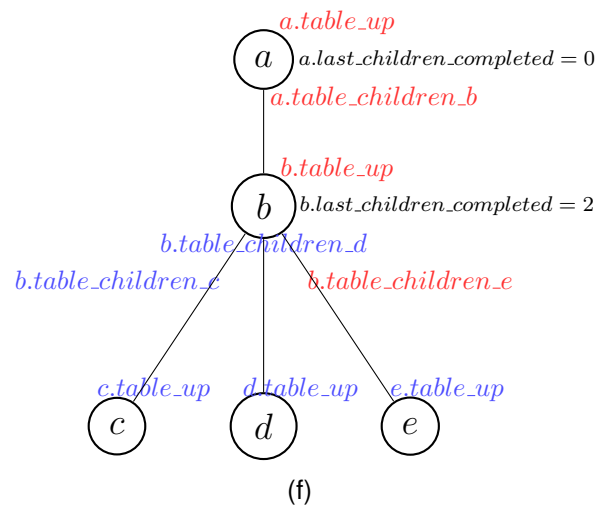 a.table_up
a a.last_children_completed = 0
a.table_children_b
b.table_up
b b.last_children_completed = 2
b.table_children_d
b.table_children_c b.table_children_e
c.table_up d.table_up e.table_up
c d e
(f)